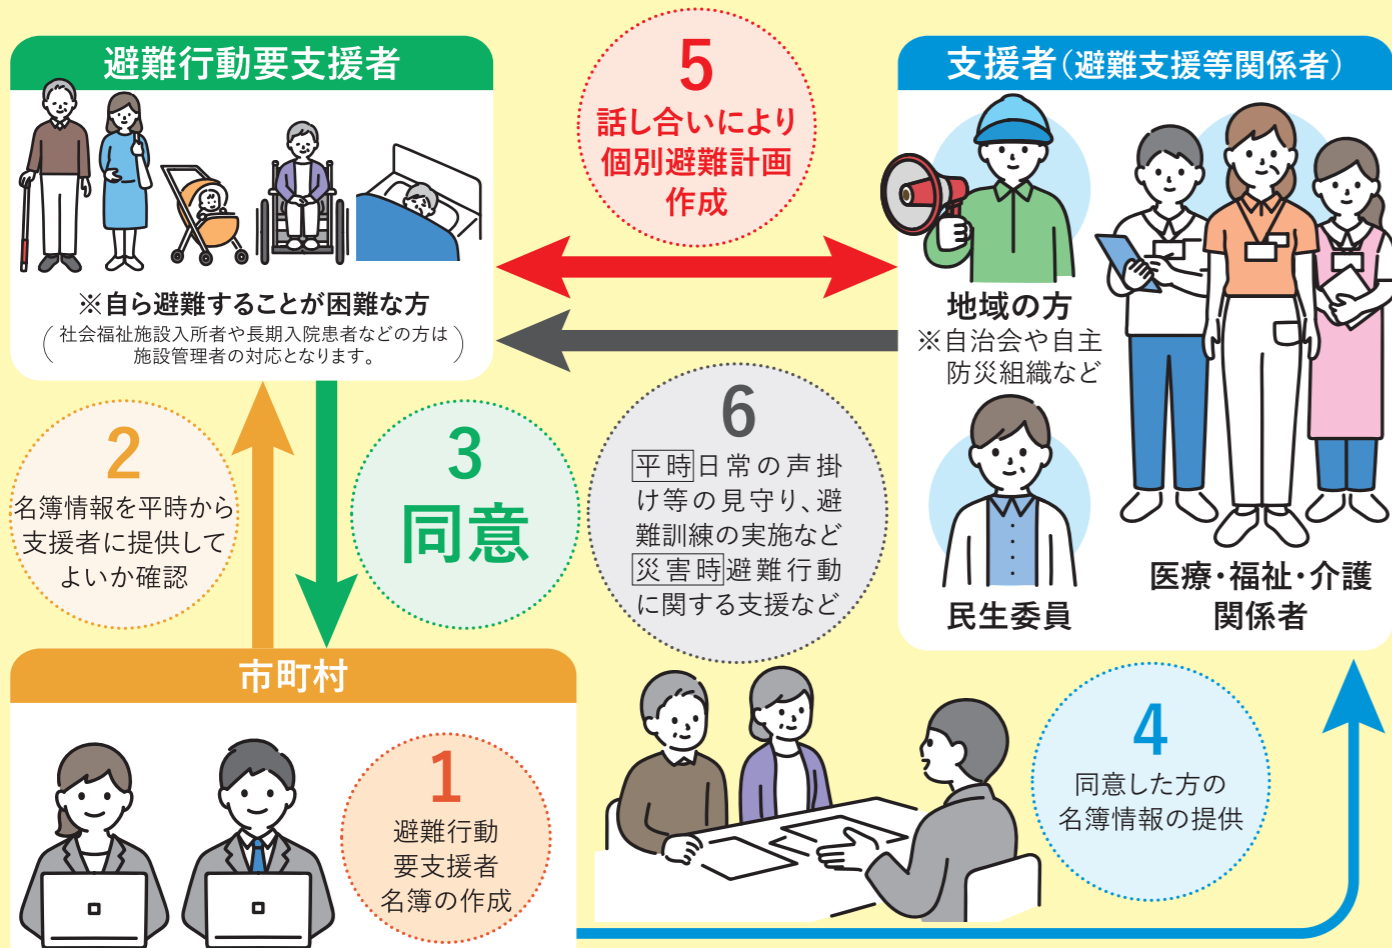 避難行動要支援者
※自ら避難することが困難な方
(社会福祉施設入所者や長期入院患者などの方は
施設管理者の対応となります。)
5
話し合いにより
個別避難計画
作成
支援者(避難支援等関係者)
地域の方
※自治会や自主
防災組織など
民生委員
医療・福祉・介護
関係者
2
名簿情報を平時から
支援者に提供して
よいか確認
3
同意
6
平時日常の声掛
け等の見守り、避
難訓練の実施など
災害時避難行動
に関する支援など
市町村
1
避難行動
要支援者
名簿の作成
4
同意した方の
名簿情報の提供